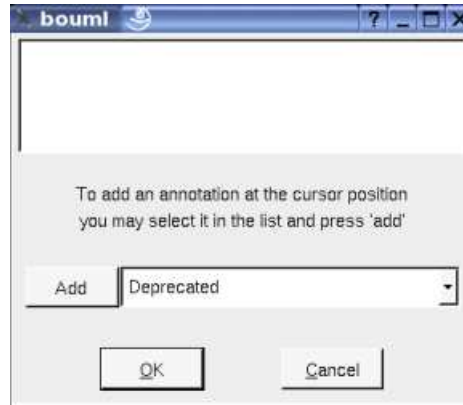 bouml
To add an annotation at the cursor position
you may select it in the list and press 'add'
Add Deprecated
OK Cancel